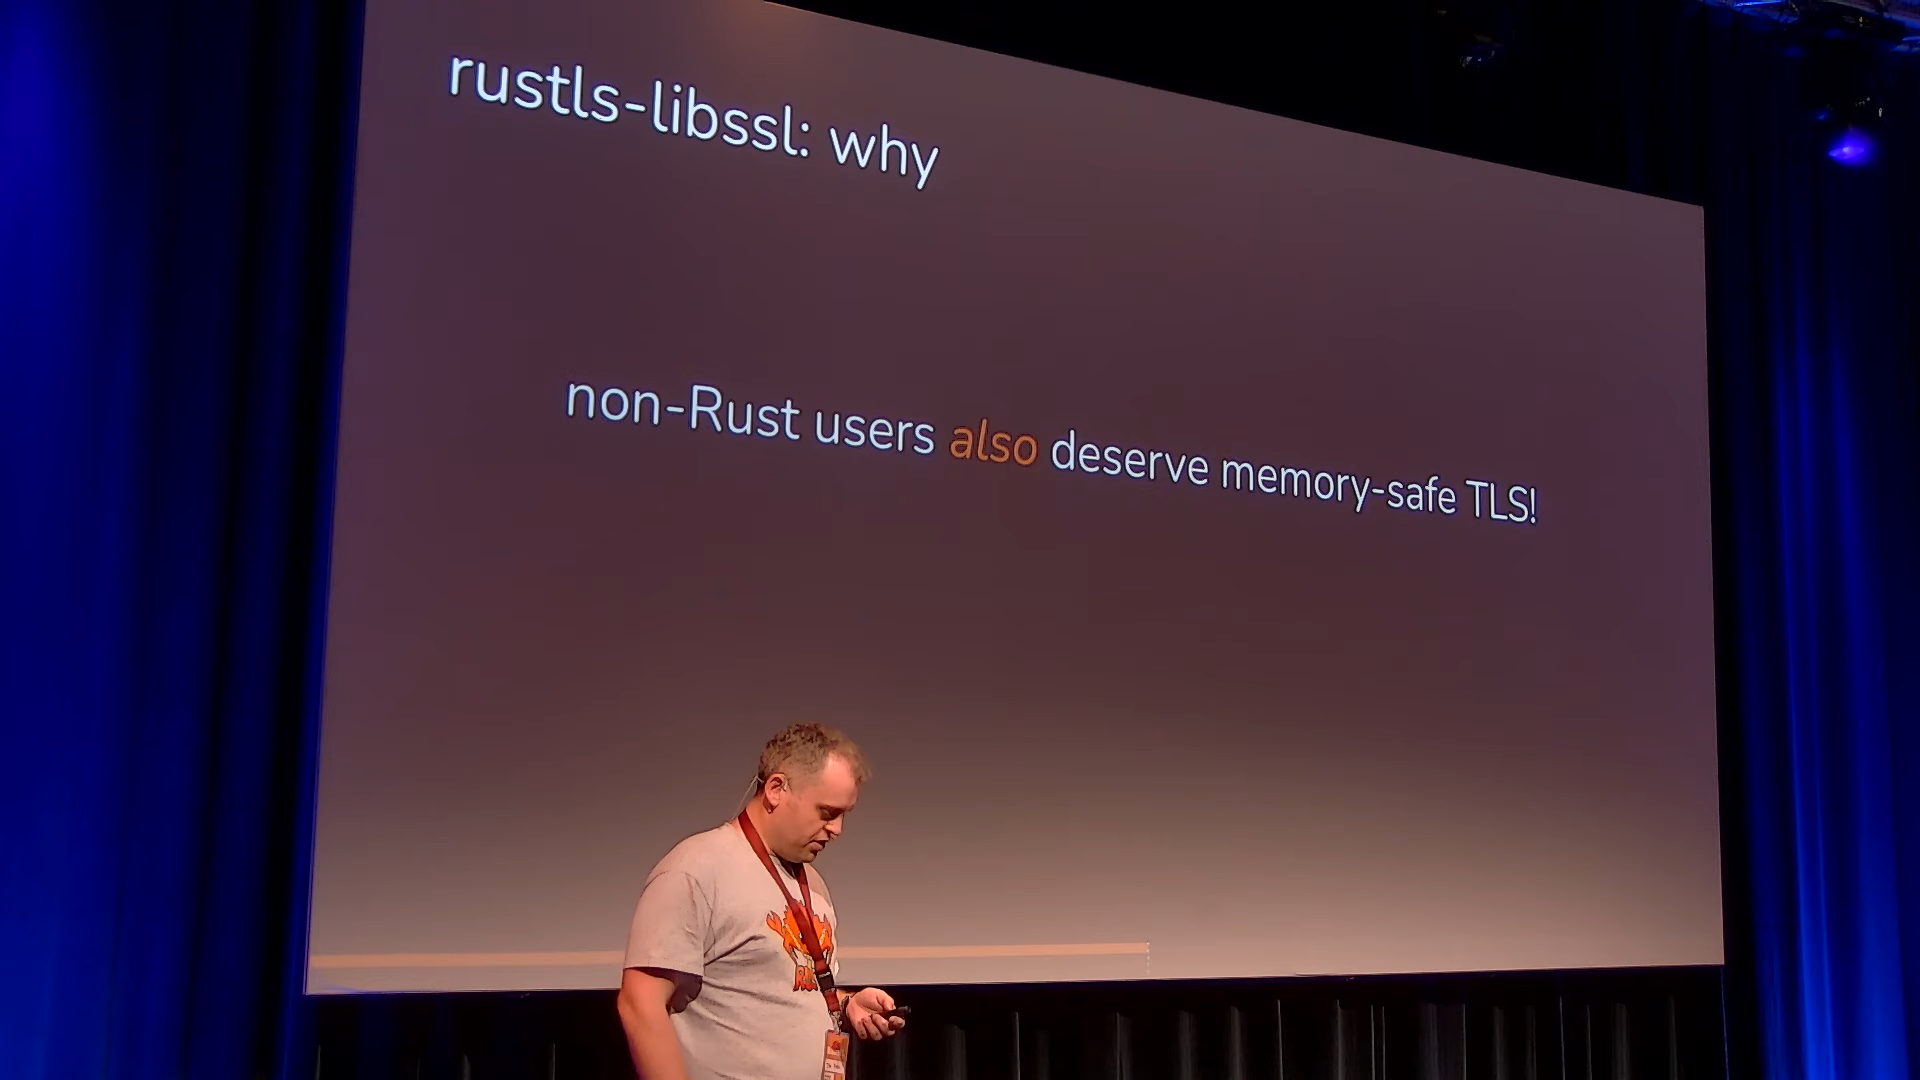 rustls-libssl: why
non-Rust users also deserve memory-safe TLS!